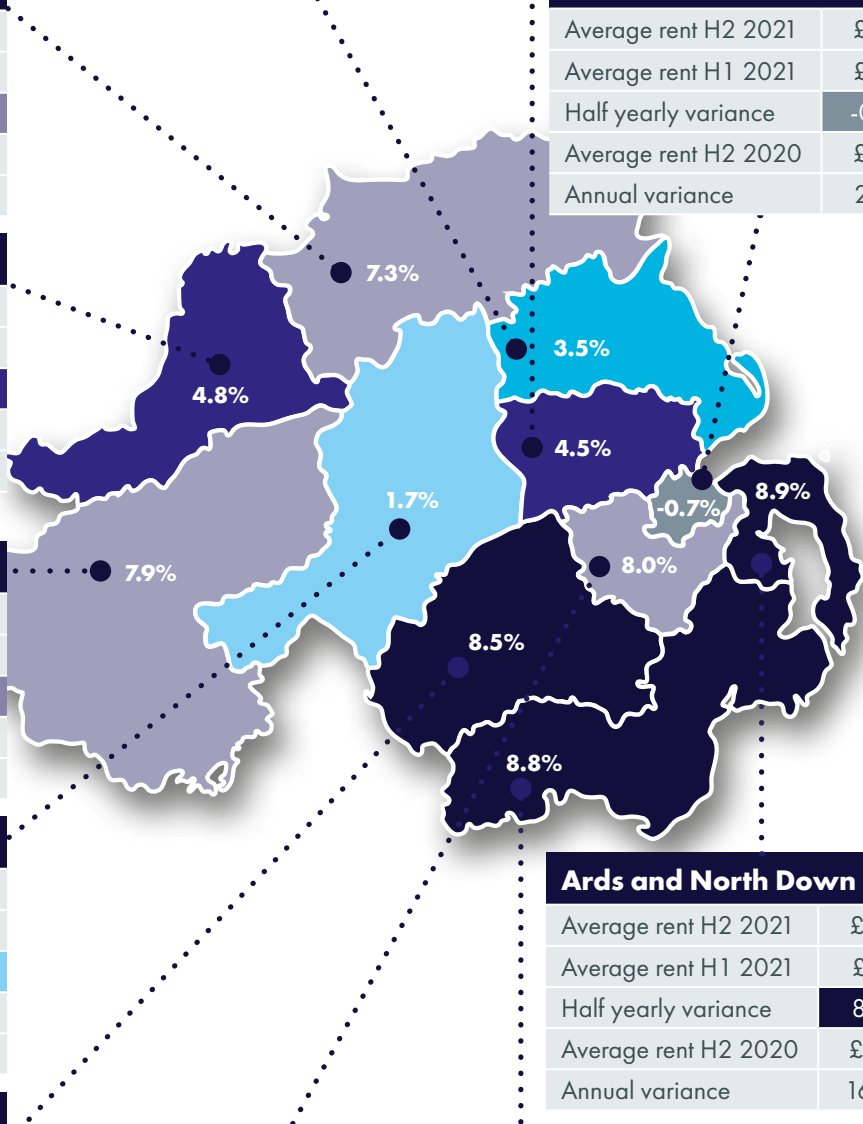 Average rent H2 2021 £
Average rent H1 2021 £
Half yearly variance
Average rent H2 2020 £
Annual variance 2
7.3%
3.5%
4.8%
4.5%
8.9%
1.7%
-0.7%
7.9%
8.0%
8.5%
8.8%
Ards and North Down
Average rent H2 2021 £
Average rent H1 2021 £
Half yearly variance 8
Average rent H2 2020 £
Annual variance 16